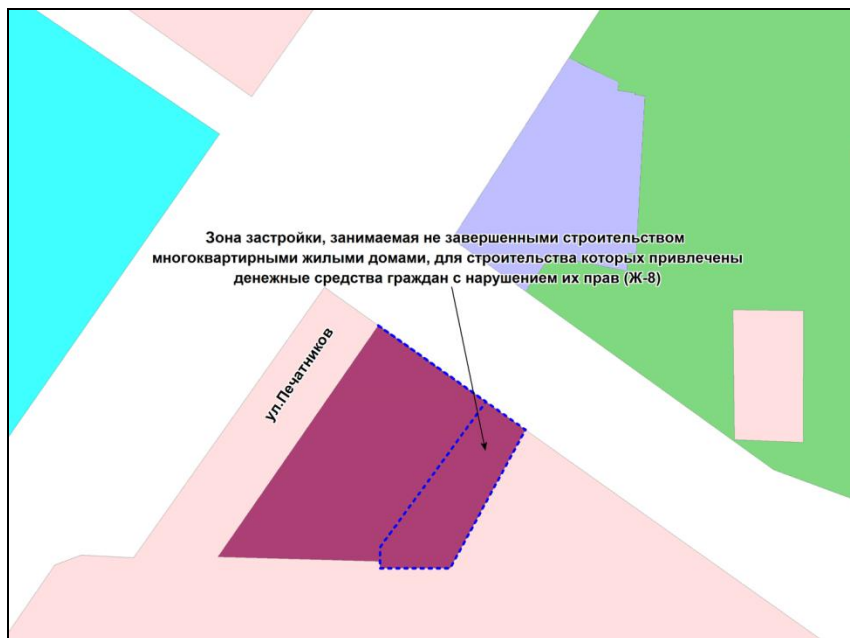 Зона застройки, занимаемая не завершенными строительством
многоквартирными жилыми домами, для строительства которых привлечены
денежные средства граждан с нарушением их прав (Ж-8)
ул.Печатников